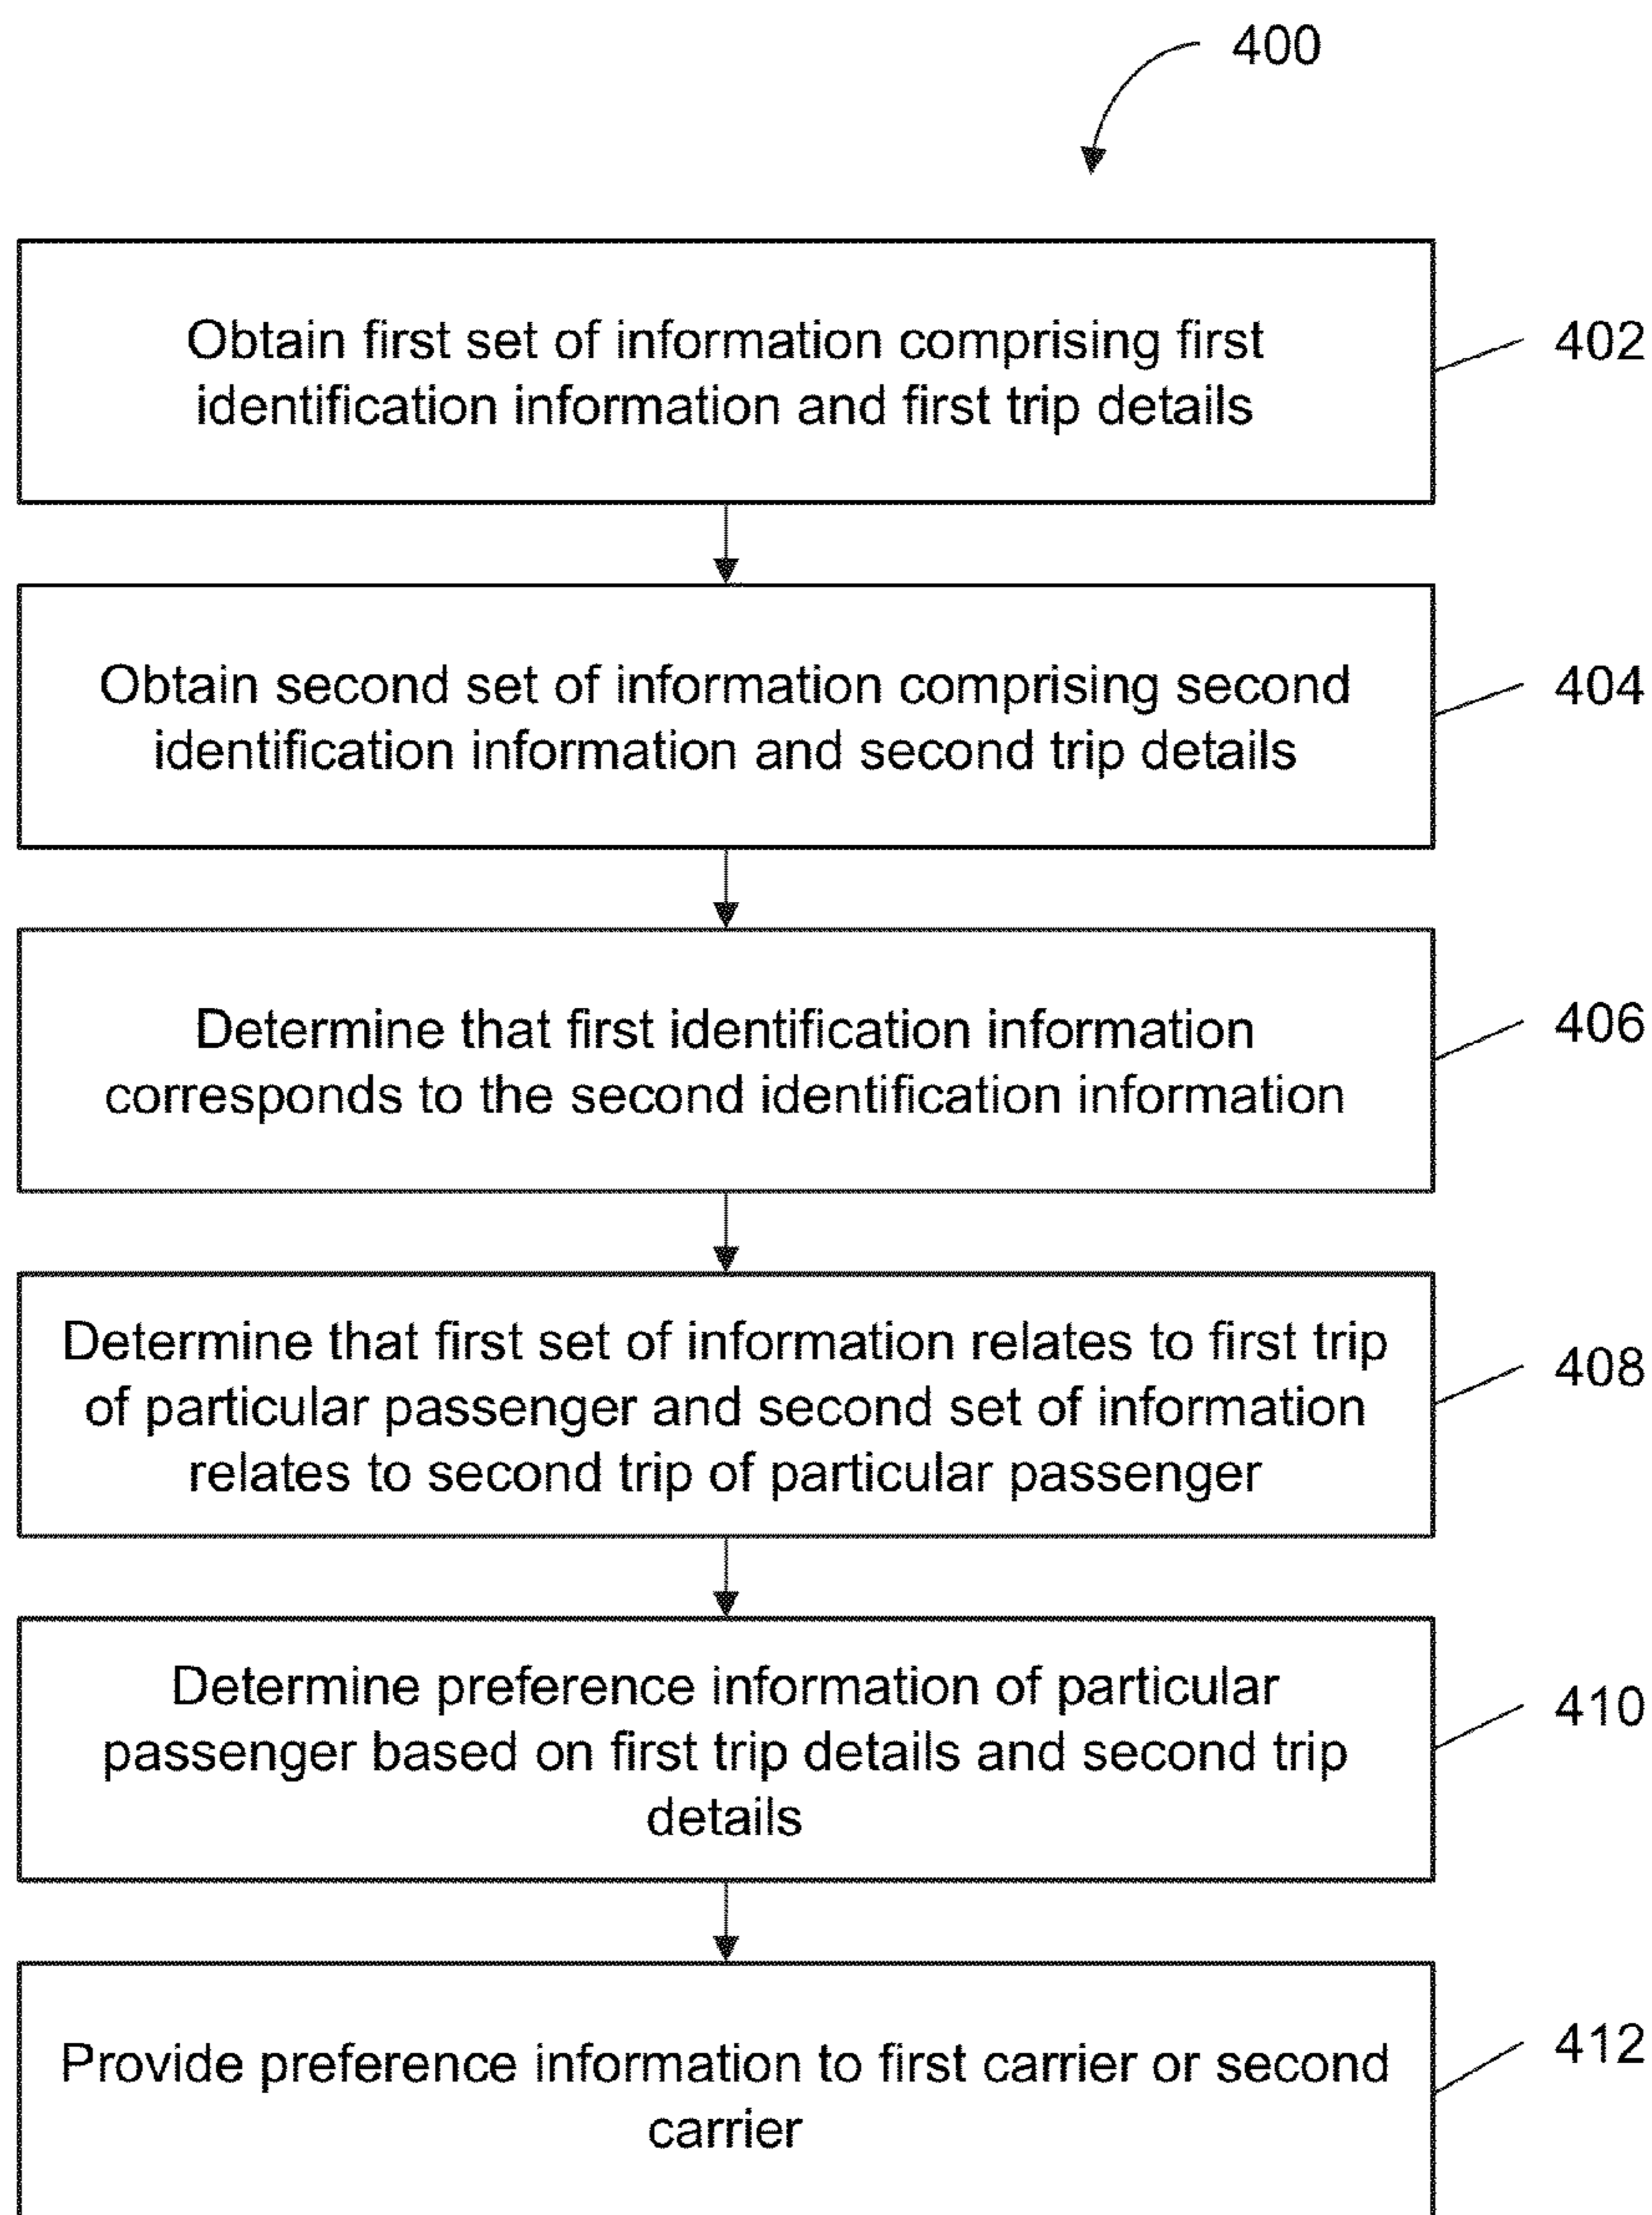 400
Obtain first set of information comprising first
identification information and first trip details
402
Obtain second set of information comprising second
identification information and second trip details
404
Determine that first identification information
corresponds to the second identification information
406
Determine that first set of information relates to first trip
of particular passenger and second set of information
relates to second trip of particular passenger
408
Determine preference information of particular
passenger based on first trip details and second trip
details
410
Provide preference information to first carrier or second
carrier
412